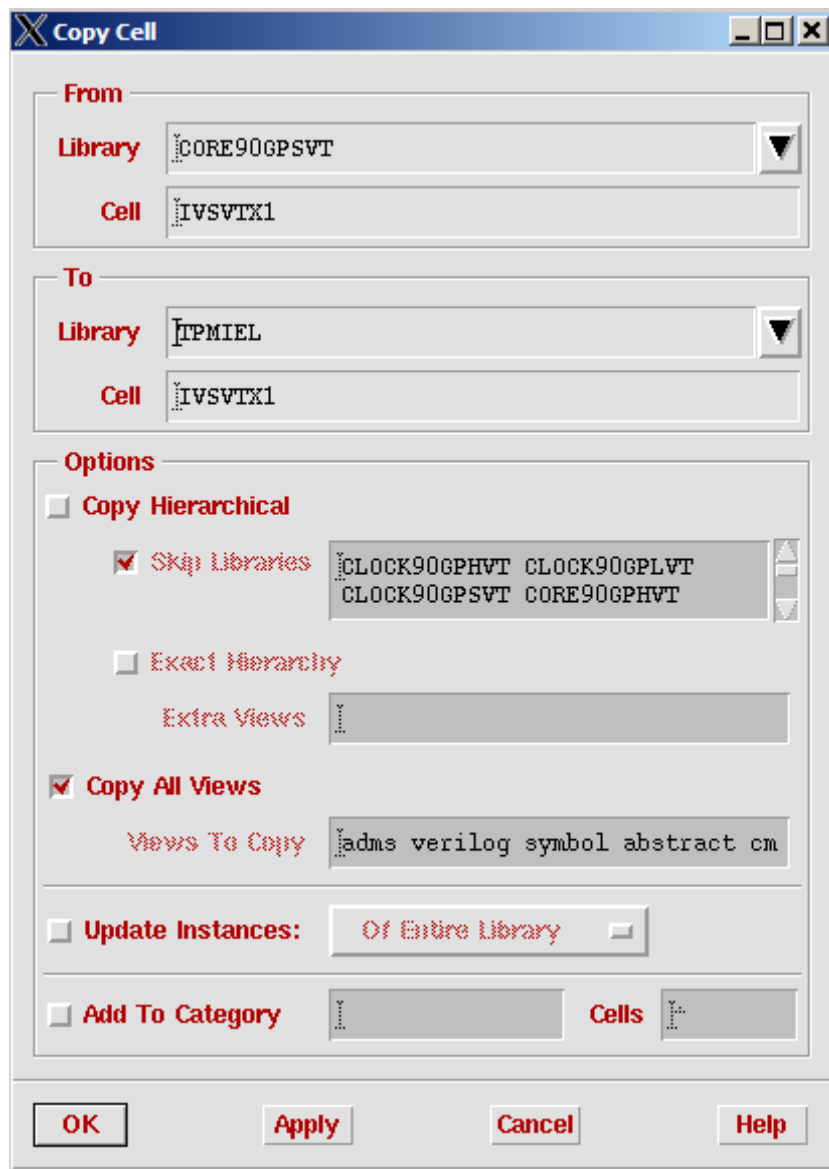 Copy Cell
From
Library CORE90GPSVT
Cell IVSVTX1
To
Library TPMIEL
Cell IVSVTX1
Options
Copy Hierarchical
Skip Libraries CLOCK90GPHVT CLOCK90GPLVT
CLOCK90GPSVT CORE90GPHVT
Exact Hierarchy
Extra Views
Copy All Views
Views To Copy adms verilog symbol abstract cm
Update Instances: Of Entire Library
Add To Category Cells
OK Apply Cancel Help